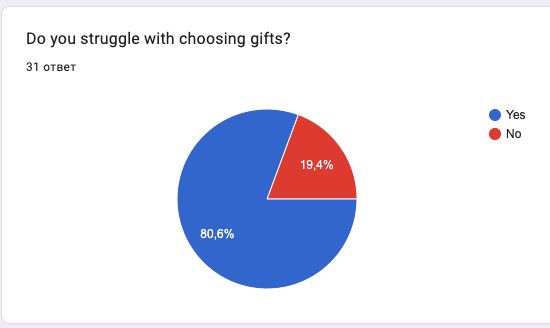 Do you struggle with choosing gifts?
31 ответ
Yes
No
19,4%
80,6%